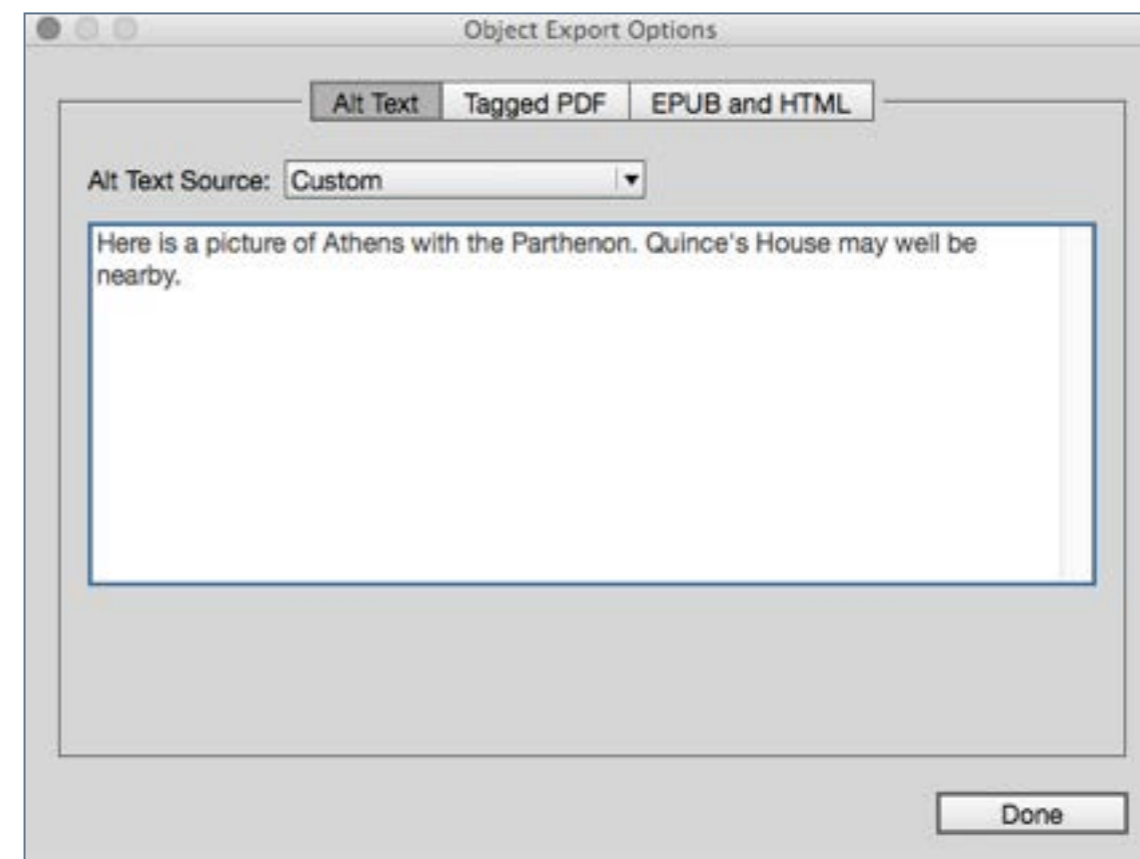 Object Export Options
Alt Text Tagged PDF EPUB and HTML
Alt Text Source: Custom
Here is a picture of Athens with the Parthenon. Quince's House may well be
nearby.
Done